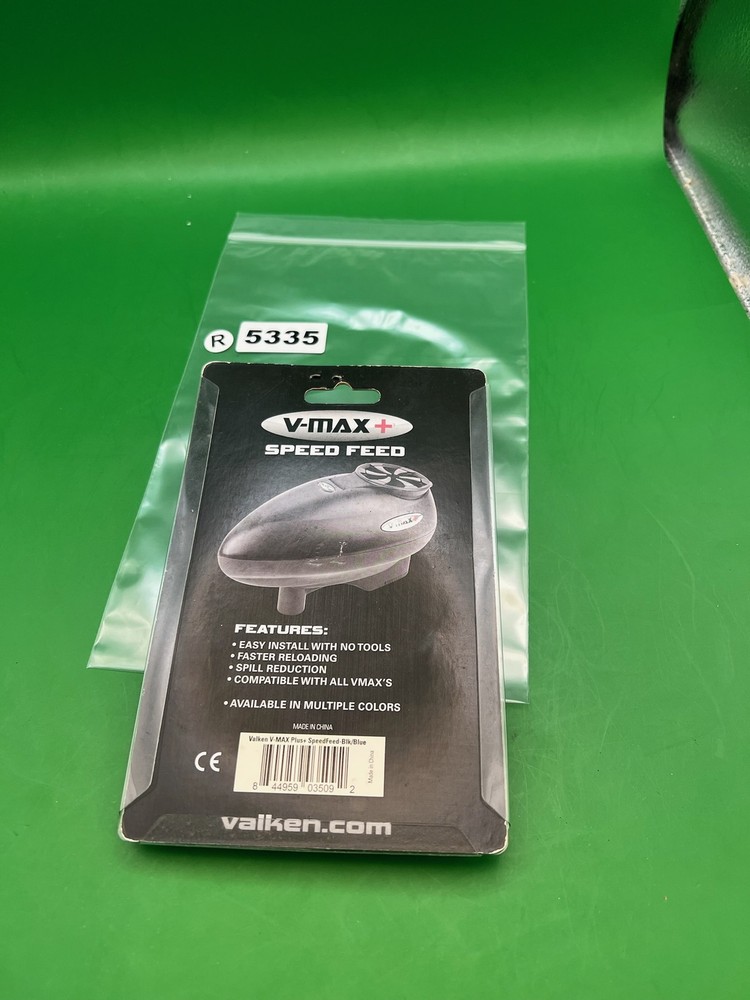 R 5335
V-MAX+
SPEED FEED
V-MAX+
FEATURES:
• EASY INSTALL WITH NO TOOLS
• FASTER RELOADING
• SPILL REDUCTION
• COMPATIBLE WITH ALL VMAX'S
• AVAILABLE IN MULTIPLE COLORS
MADE IN CHINA
Valken V-MAX Plus+ SpeedFeed-Blk/Blue
CE
Made in China
8 44959 03509 2
valken.com